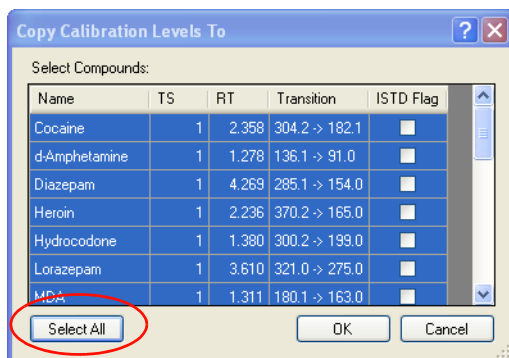 Copy Calibration Levels To
Select Compounds:
Name TS RT Transition ISTD Flag
Cocaine 1 2.358 304.2 -> 182.1
d-Amphetamine 1 1.278 136.1 -> 91.0
Diazepam 1 4.269 285.1 -> 154.0
Heroin 1 2.236 370.2 -> 165.0
Hydrocodone 1 1.380 300.2 -> 199.0
Lorazepam 1 3.610 321.0 -> 275.0
MDA 1 1.311 180.1 -> 163.0
Select All OK Cancel